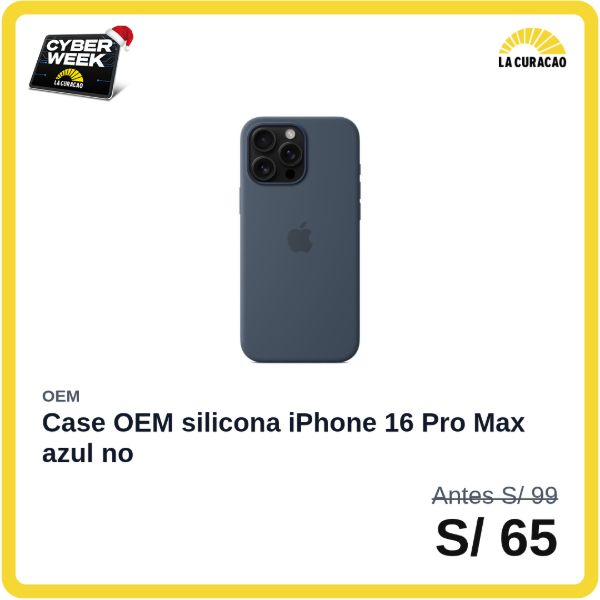 CYBER
WEEK
LA CURACAO
LA CURACAO
OEM
Case OEM silicona iPhone 16 Pro Max
azul no
Antes S/ 99
S/ 65